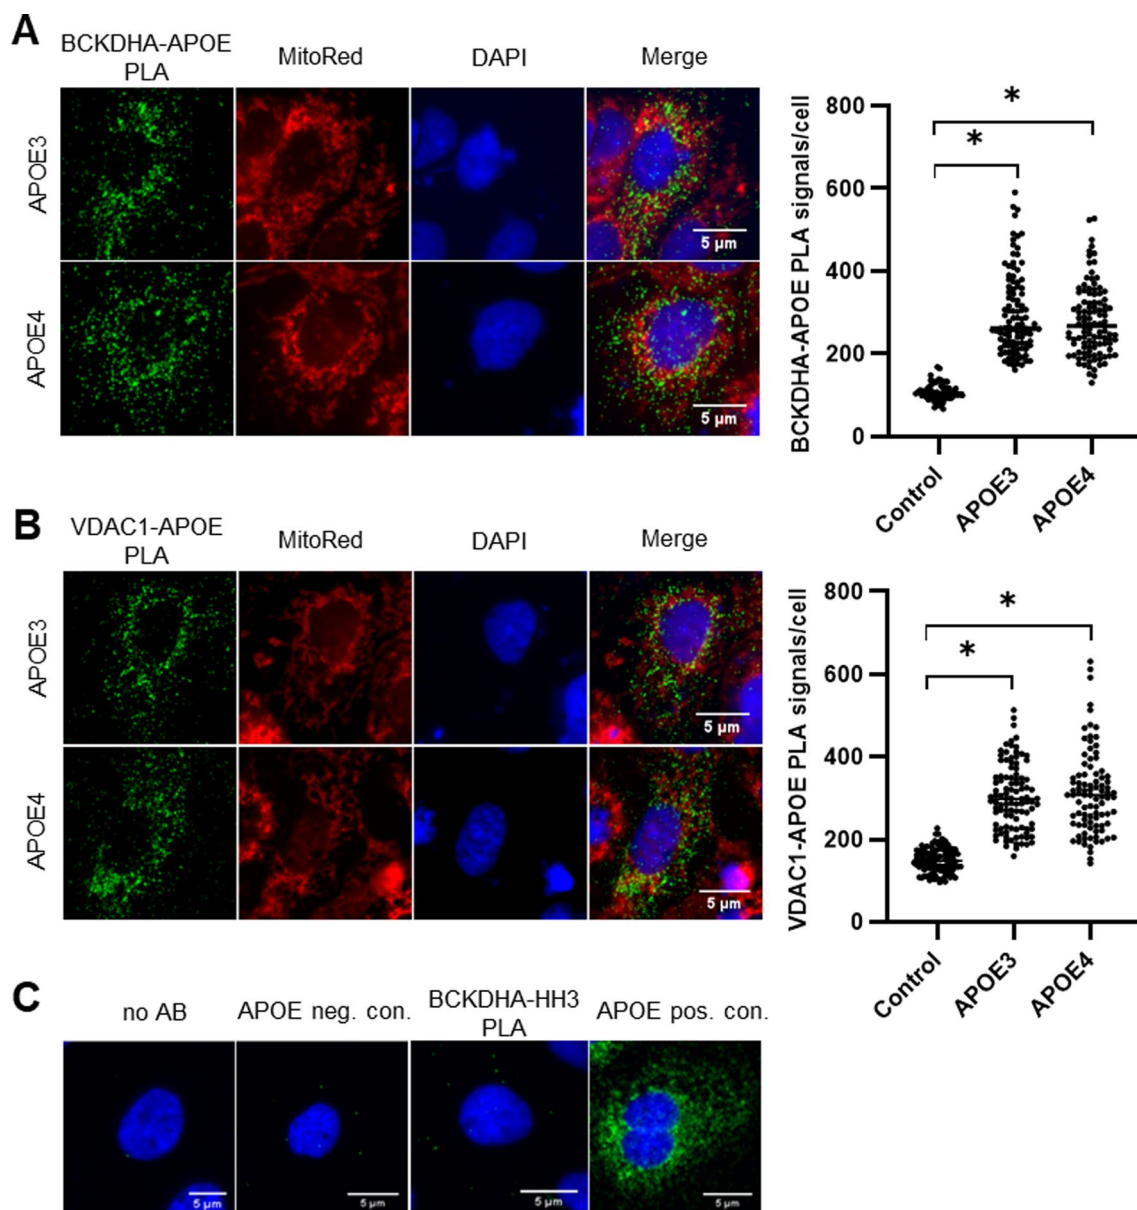 A
BCKDHA-APOE
PLA
MitoRed
DAPI
Merge
APOE3
5 µm
APOE4
5 µm
BCKDHA-APOE PLA signals/cell
800
600
400
200
0
*
*
Control
APOE3
APOE4
B
VDAC1-APOE
PLA
MitoRed
DAPI
Merge
APOE3
5 µm
APOE4
5 µm
VDAC1-APOE PLA signals/cell
800
600
400
200
0
*
*
Control
APOE3
APOE4
C
no AB
APOE neg. con.
BCKDHA-HH3
PLA
APOE pos. con.
5 µm
5 µm
5 µm
5 µm